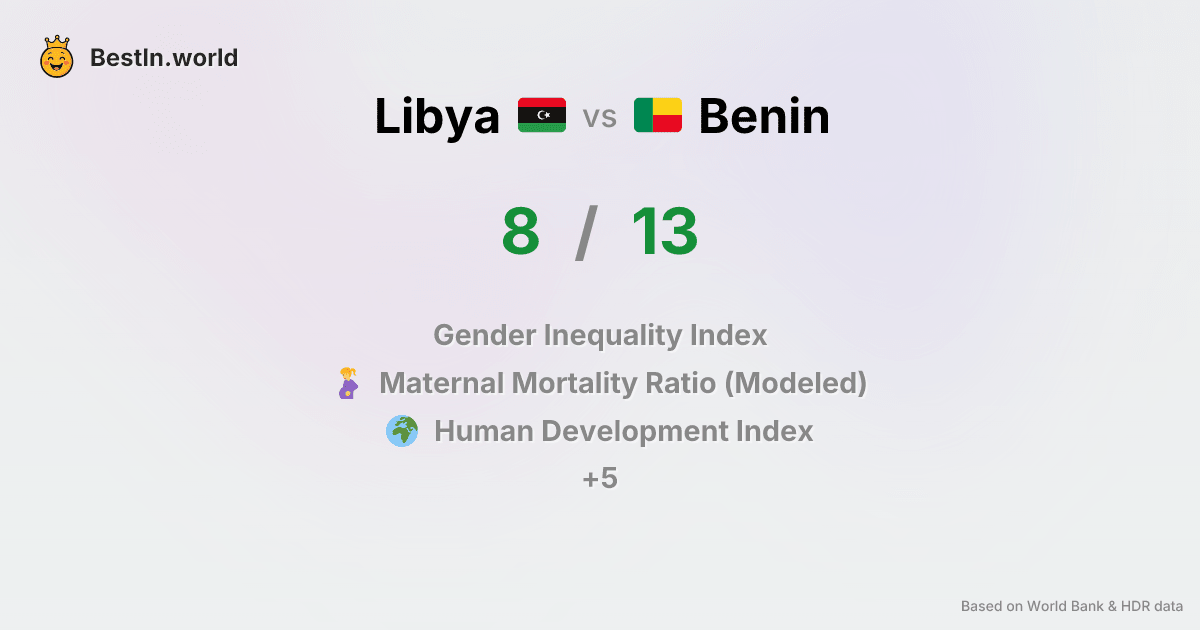 BestIn.world
Libya vs Benin
8 / 13
Gender Inequality Index
Maternal Mortality Ratio (Modeled)
Human Development Index
+5
Based on World Bank & HDR data